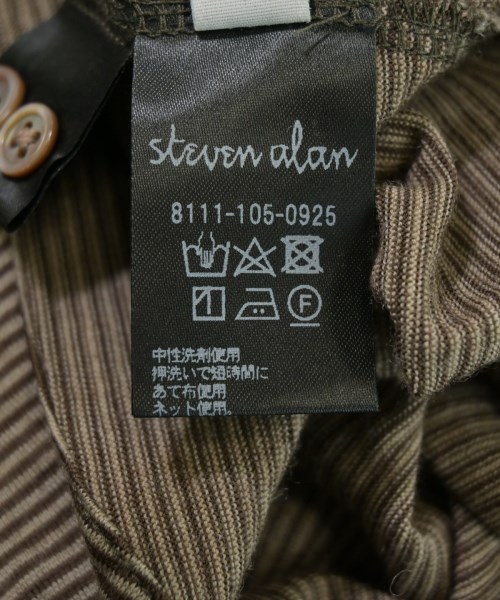 steven alan
8111-105-0925
F
中性洗剤使用
押洗いで短時間に
あて布使用
ネット使用。